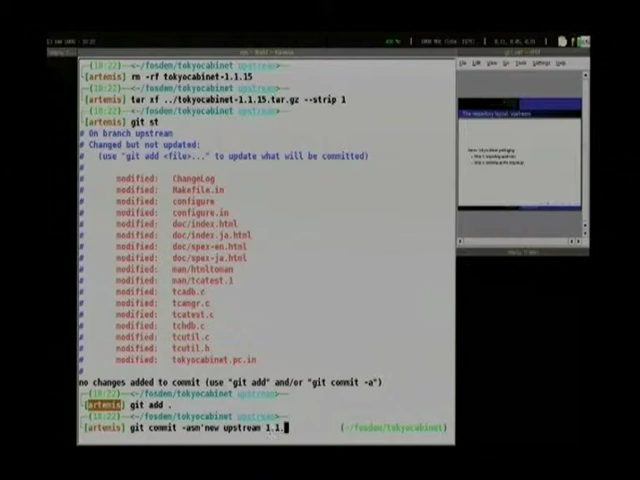 (18:22)--<~/fosdem/tokyocabinet upstream>--
[artemis] rm -rf tokyocabinet-1.1.15
(18:22)--<~/fosdem/tokyocabinet upstream>--
[artemis] tar xf ../tokyocabinet-1.1.15.tar.gz --strip 1
(18:22)--<~/fosdem/tokyocabinet upstream>--
[artemis] git st
# On branch upstream
# Changed but not updated:
#   (use "git add <file>..." to update what will be committed)
#
#       modified:   ChangeLog
#       modified:   Makefile.in
#       modified:   configure
#       modified:   configure.in
#       modified:   doc/index.html
#       modified:   doc/index.ja.html
#       modified:   doc/spex-en.html
#       modified:   doc/spex-ja.html
#       modified:   man/htmltoman
#       modified:   man/tcatest.1
#       modified:   tcadb.c
#       modified:   tcamgr.c
#       modified:   tcatest.c
#       modified:   tchdb.c
#       modified:   tcutil.c
#       modified:   tcutil.h
#       modified:   tokyocabinet.pc.in
#
no changes added to commit (use "git add" and/or "git commit -a")
(18:22)--<~/fosdem/tokyocabinet upstream>--
[artemis] git add .
(18:22)--<~/fosdem/tokyocabinet upstream>--
[artemis] git commit -asm'new upstream 1.1. (~/fosdem/tokyocabinet)
The repository layout: upstream